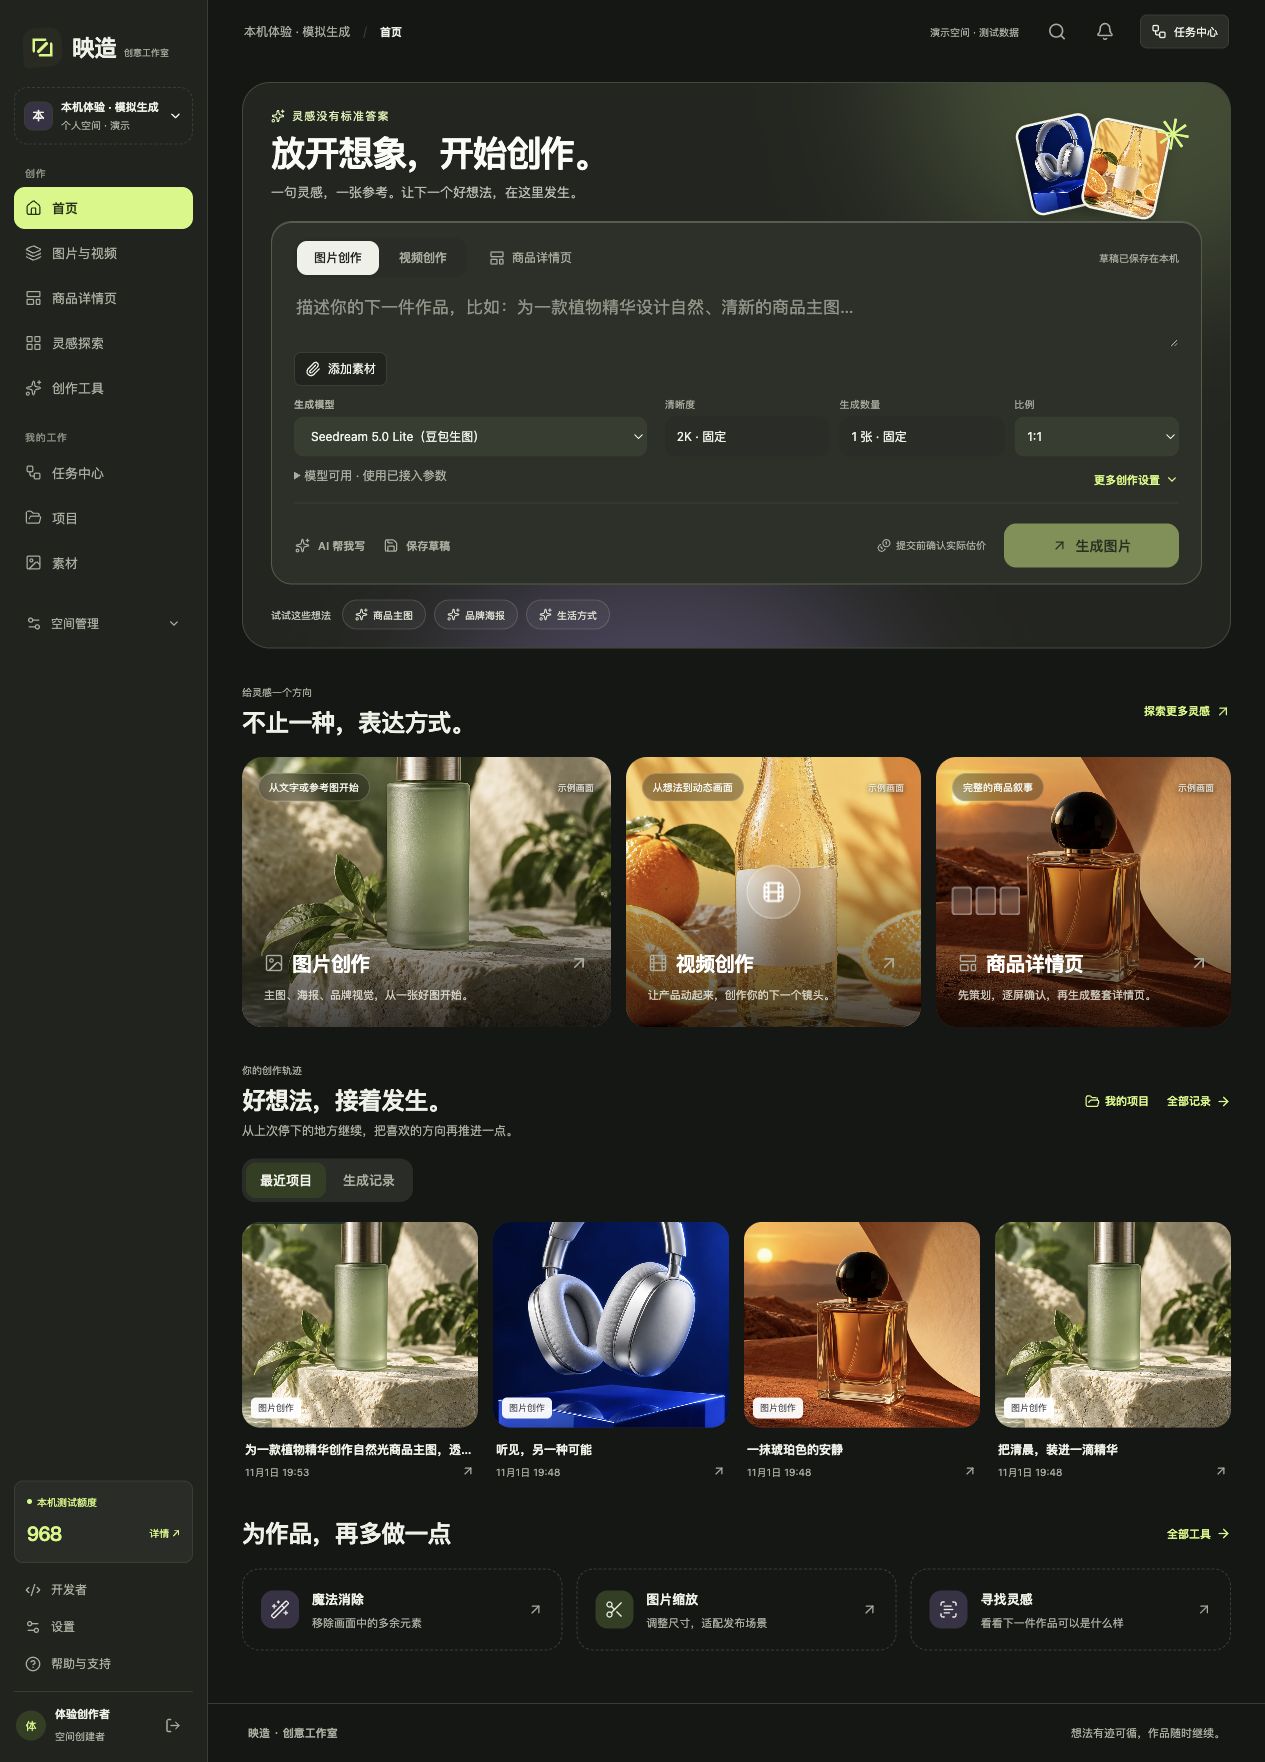 映造 创意工作室
本 本机体验 · 模拟生成
个人空间 · 演示
创作
首页
图片与视频
商品详情页
灵感探索
创作工具
我的工作
任务中心
项目
素材
空间管理
本机测试额度
968 详情
开发者
设置
帮助与支持
体 体验创作者
空间创建者
本机体验 · 模拟生成 / 首页
演示空间 · 测试数据
任务中心
灵感没有标准答案
放开想象，开始创作。
一句灵感，一张参考。让下一个好想法，在这里发生。
图片创作 视频创作 商品详情页 草稿已保存在本机
描述你的下一件作品，比如：为一款植物精华设计自然、清新的商品主图...
添加素材
生成模型 清晰度 生成数量 比例
Seedream 5.0 Lite（豆包生图） 2K · 固定 1 张 · 固定 1:1
模型可用 · 使用已接入参数 更多创作设置
AI 帮我写 保存草稿 提交前确认实际估价 生成图片
试试这些想法 商品主图 品牌海报 生活方式
给灵感一个方向
不止一种，表达方式。 探索更多灵感
从文字或参考图开始 示例画面
图片创作
主图、海报、品牌视觉，从一张好图开始。
从想法到动态画面 示例画面
视频创作
让产品动起来，创作你的下一个镜头。
完整的商品叙事 示例画面
商品详情页
先策划，逐屏确认，再生成整套详情页。
你的创作轨迹
好想法，接着发生。 我的项目 全部记录
从上次停下的地方继续，把喜欢的方向再推进一点。
最近项目 生成记录
图片创作
为一款植物精华创作自然光商品主图，透...
11月1日 19:53
图片创作
听见，另一种可能
11月1日 19:48
图片创作
一抹琥珀色的安静
11月1日 19:48
图片创作
把清晨，装进一滴精华
11月1日 19:48
为作品，再多做一点 全部工具
魔法消除
移除画面中的多余元素
图片缩放
调整尺寸，适配发布场景
寻找灵感
看看下一件作品可以是什么样
映造 · 创意工作室 想法有迹可循，作品随时继续。